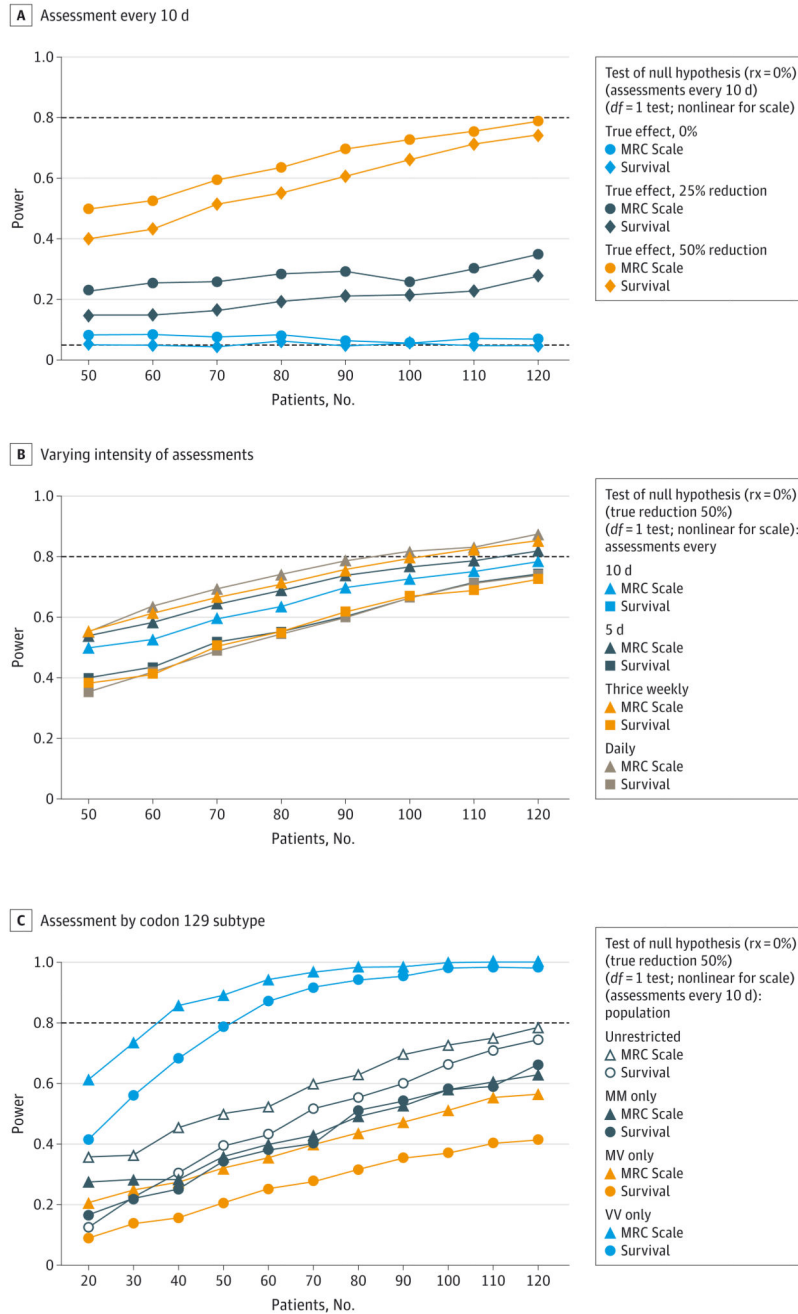 A Assessment every 10 d
1.0
0.8
0.6
0.4
0.2
0
Power
50 60 70 80 90 100 110 120
Patients, No.
Test of null hypothesis (rx = 0%)
(assessments every 10 d)
(df = 1 test; nonlinear for scale)
True effect, 0%
MRC Scale
Survival
True effect, 25% reduction
MRC Scale
Survival
True effect, 50% reduction
MRC Scale
Survival
B Varying intensity of assessments
1.0
0.8
0.6
0.4
0.2
0
Power
50 60 70 80 90 100 110 120
Patients, No.
Test of null hypothesis (rx = 0%)
(true reduction 50%)
(df = 1 test; nonlinear for scale):
assessments every
10 d
MRC Scale
Survival
5 d
MRC Scale
Survival
Thrice weekly
MRC Scale
Survival
Daily
MRC Scale
Survival
C Assessment by codon 129 subtype
1.0
0.8
0.6
0.4
0.2
0
Power
20 30 40 50 60 70 80 90 100 110 120
Patients, No.
Test of null hypothesis (rx = 0%)
(true reduction 50%)
(df = 1 test; nonlinear for scale)
(assessments every 10 d):
population
Unrestricted
MRC Scale
Survival
MM only
MRC Scale
Survival
MV only
MRC Scale
Survival
VV only
MRC Scale
Survival